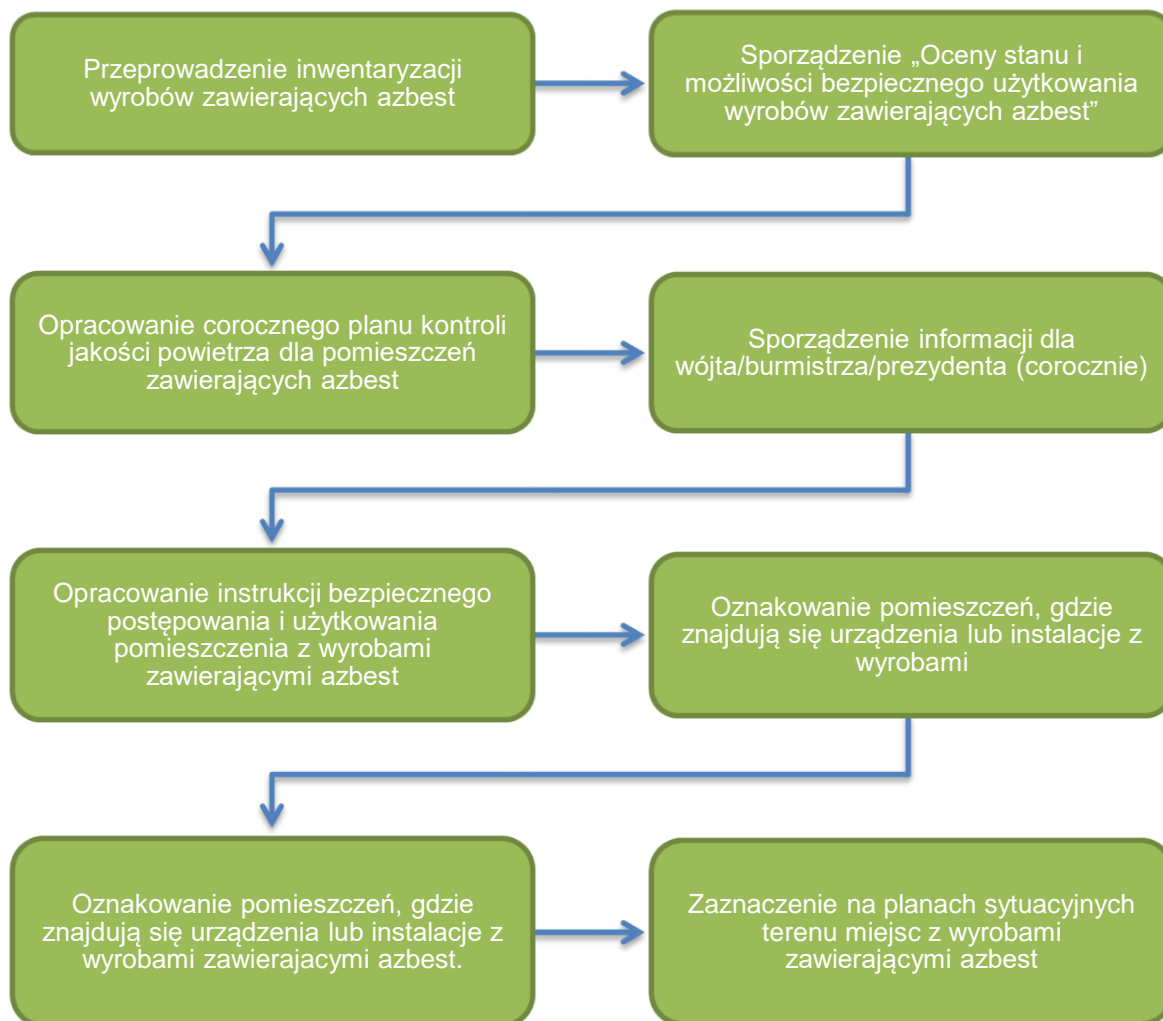 Przeprowadzenie inwentaryzacji
wyrobów zawierających azbest
Sporządzenie „Oceny stanu i
możliwości bezpiecznego użytkowania
wyrobów zawierających azbest”
Opracowanie corocznego planu kontroli
jakości powietrza dla pomieszczeń
zawierających azbest
Sporządzenie informacji dla
wójta/burmistrza/prezydenta (corocznie)
Opracowanie instrukcji bezpiecznego
postępowania i użytkowania
pomieszczenia z wyrobami
zawierającymi azbest
Oznakowanie pomieszczeń, gdzie
znajdują się urządzenia lub instalacje z
wyrobami
Oznakowanie pomieszczeń, gdzie
znajdują się urządzenia lub instalacje z
wyrobami zawierajacymi azbest.
Zaznaczenie na planach sytuacyjnych
terenu miejsc z wyrobami
zawierającymi azbest